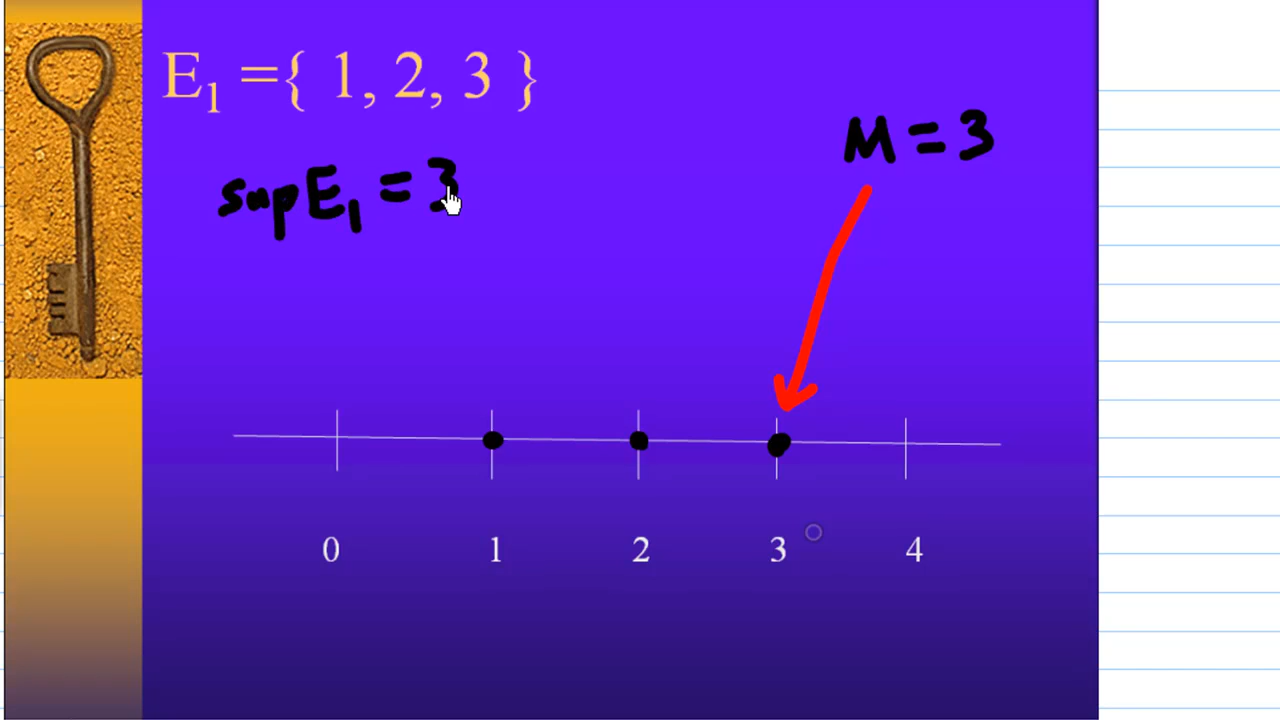 E₁ = { 1, 2, 3 }
M = 3
sup E₁ = 3
0 1 2 3 4